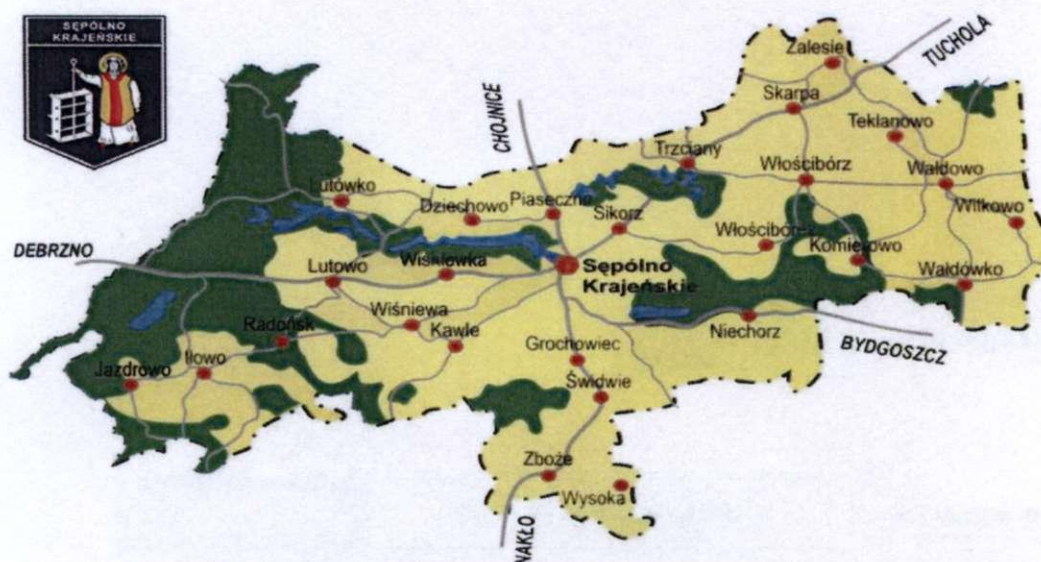 SĘPÓLNO
KRAJEŃSKIE
Zalesie
TUCHOLA
Skarpa
CHOJNICE
Teklanowo
Trzciany
Włościbórz
Wałdowo
Lutówko
Dziechowo
Piaseczno
Sikorz
Witkowo
Włościbórek
Komierowo
DEBRZNO
Lutowo
Wiśniewka
Sępólno
Krajeńskie
Wałdówko
Wiśniewa
Radońsk
Kawle
Niechorz
BYDGOSZCZ
Grochowiec
Jazdrowo
Iłowo
Świdwie
Zboże
Wysoka
NAKŁO